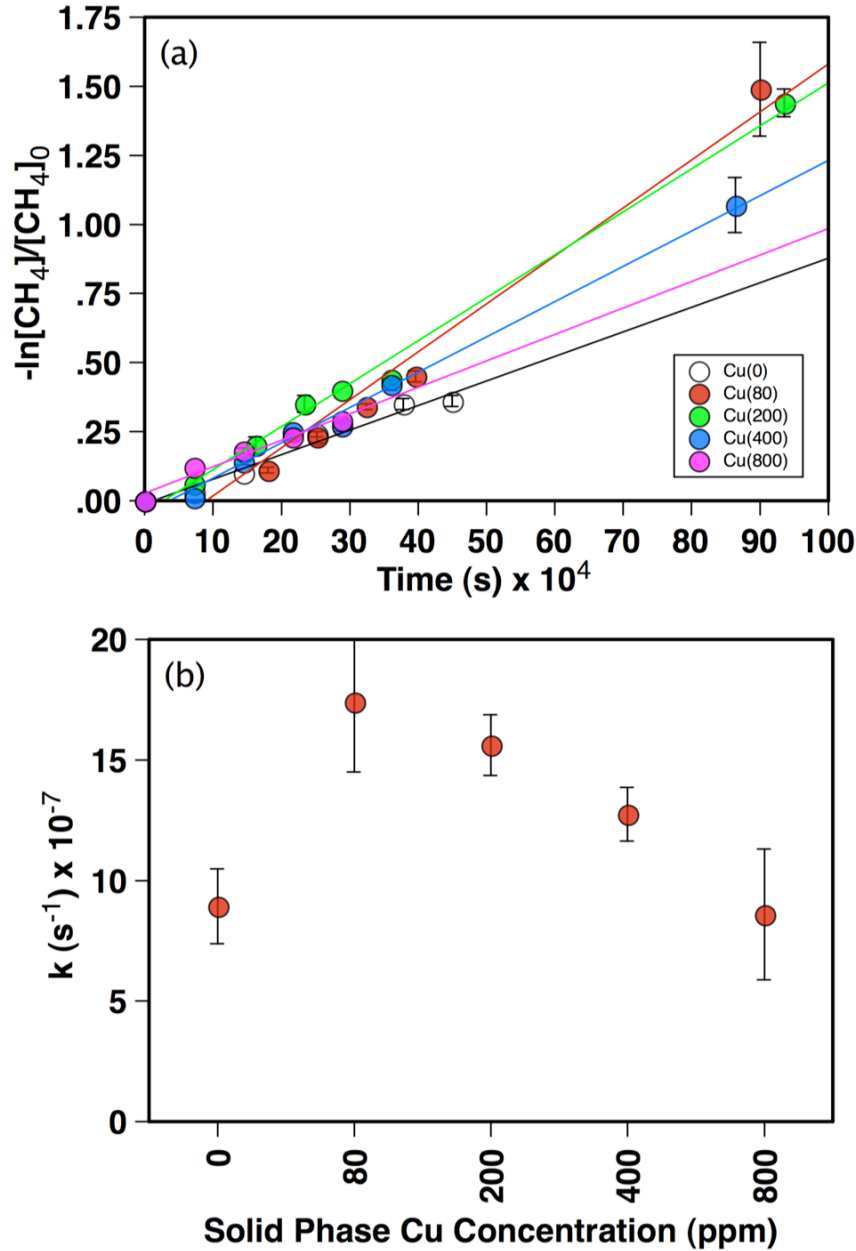 (a)
1.75
1.50
1.25
1.00
.75
.50
.25
.00
-ln[CH4]/[CH4]0
Cu(0)
Cu(80)
Cu(200)
Cu(400)
Cu(800)
0 10 20 30 40 50 60 70 80 90 100
Time (s) x 10⁴
(b)
20
15
10
5
0
k (s⁻¹) x 10⁻⁷
0 80 200 400 800
Solid Phase Cu Concentration (ppm)